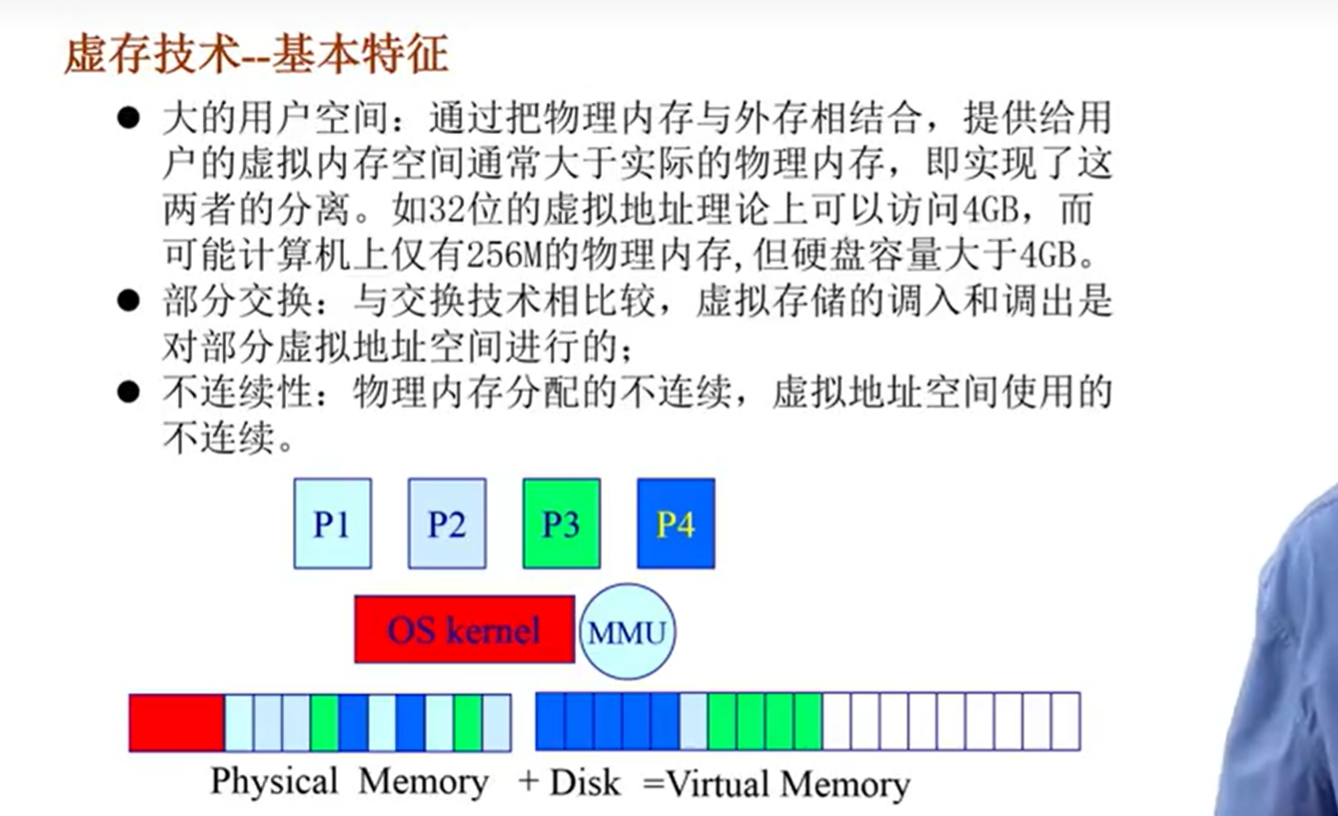 虚存技术--基本特征
● 大的用户空间：通过把物理内存与外存相结合，提供给用
户的虚拟内存空间通常大于实际的物理内存，即实现了这
两者的分离。如32位的虚拟地址理论上可以访问4GB，而
可能计算机上仅有256M的物理内存,但硬盘容量大于4GB。
● 部分交换：与交换技术相比较，虚拟存储的调入和调出是
对部分虚拟地址空间进行的；
● 不连续性：物理内存分配的不连续，虚拟地址空间使用的
不连续。
P1 P2 P3 P4
OS kernel MMU
Physical Memory + Disk =Virtual Memory